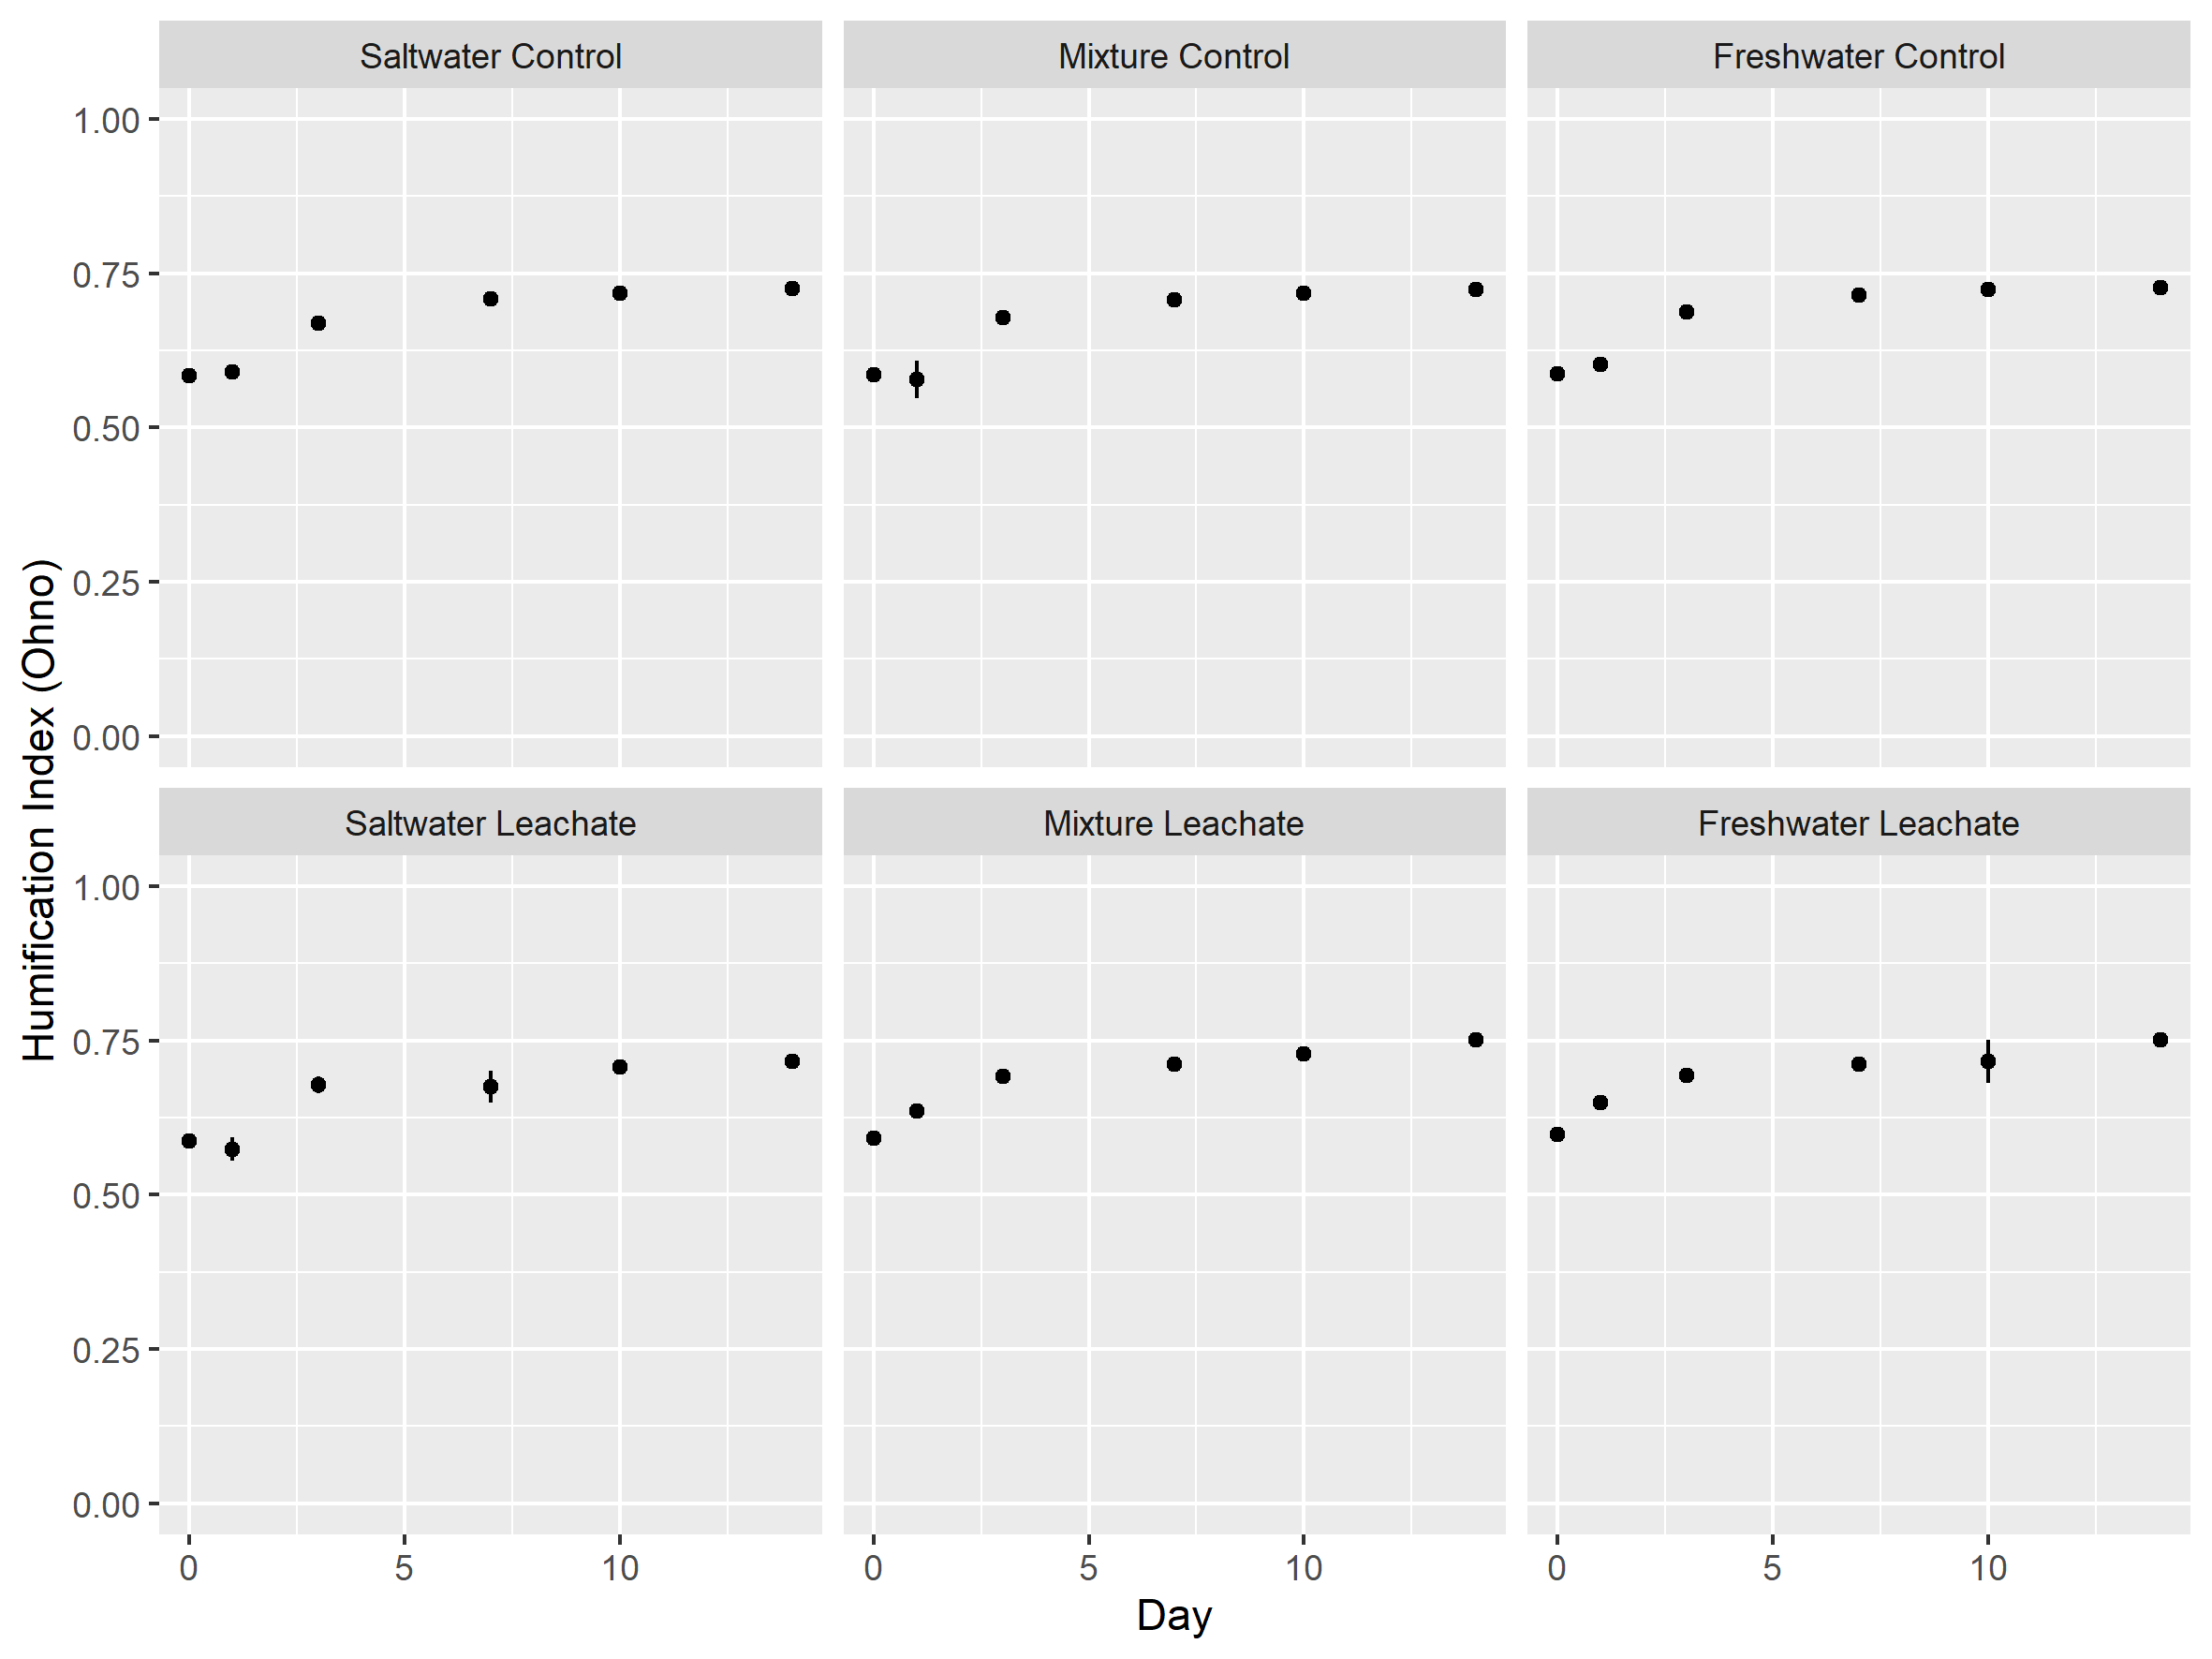 Saltwater Control
Mixture Control
Freshwater Control
1.00
0.75
0.50
0.25
0.00
Humification Index (Ohno)
Saltwater Leachate
Mixture Leachate
Freshwater Leachate
1.00
0.75
0.50
0.25
0.00
0 5 10
0 5 10
0 5 10
Day